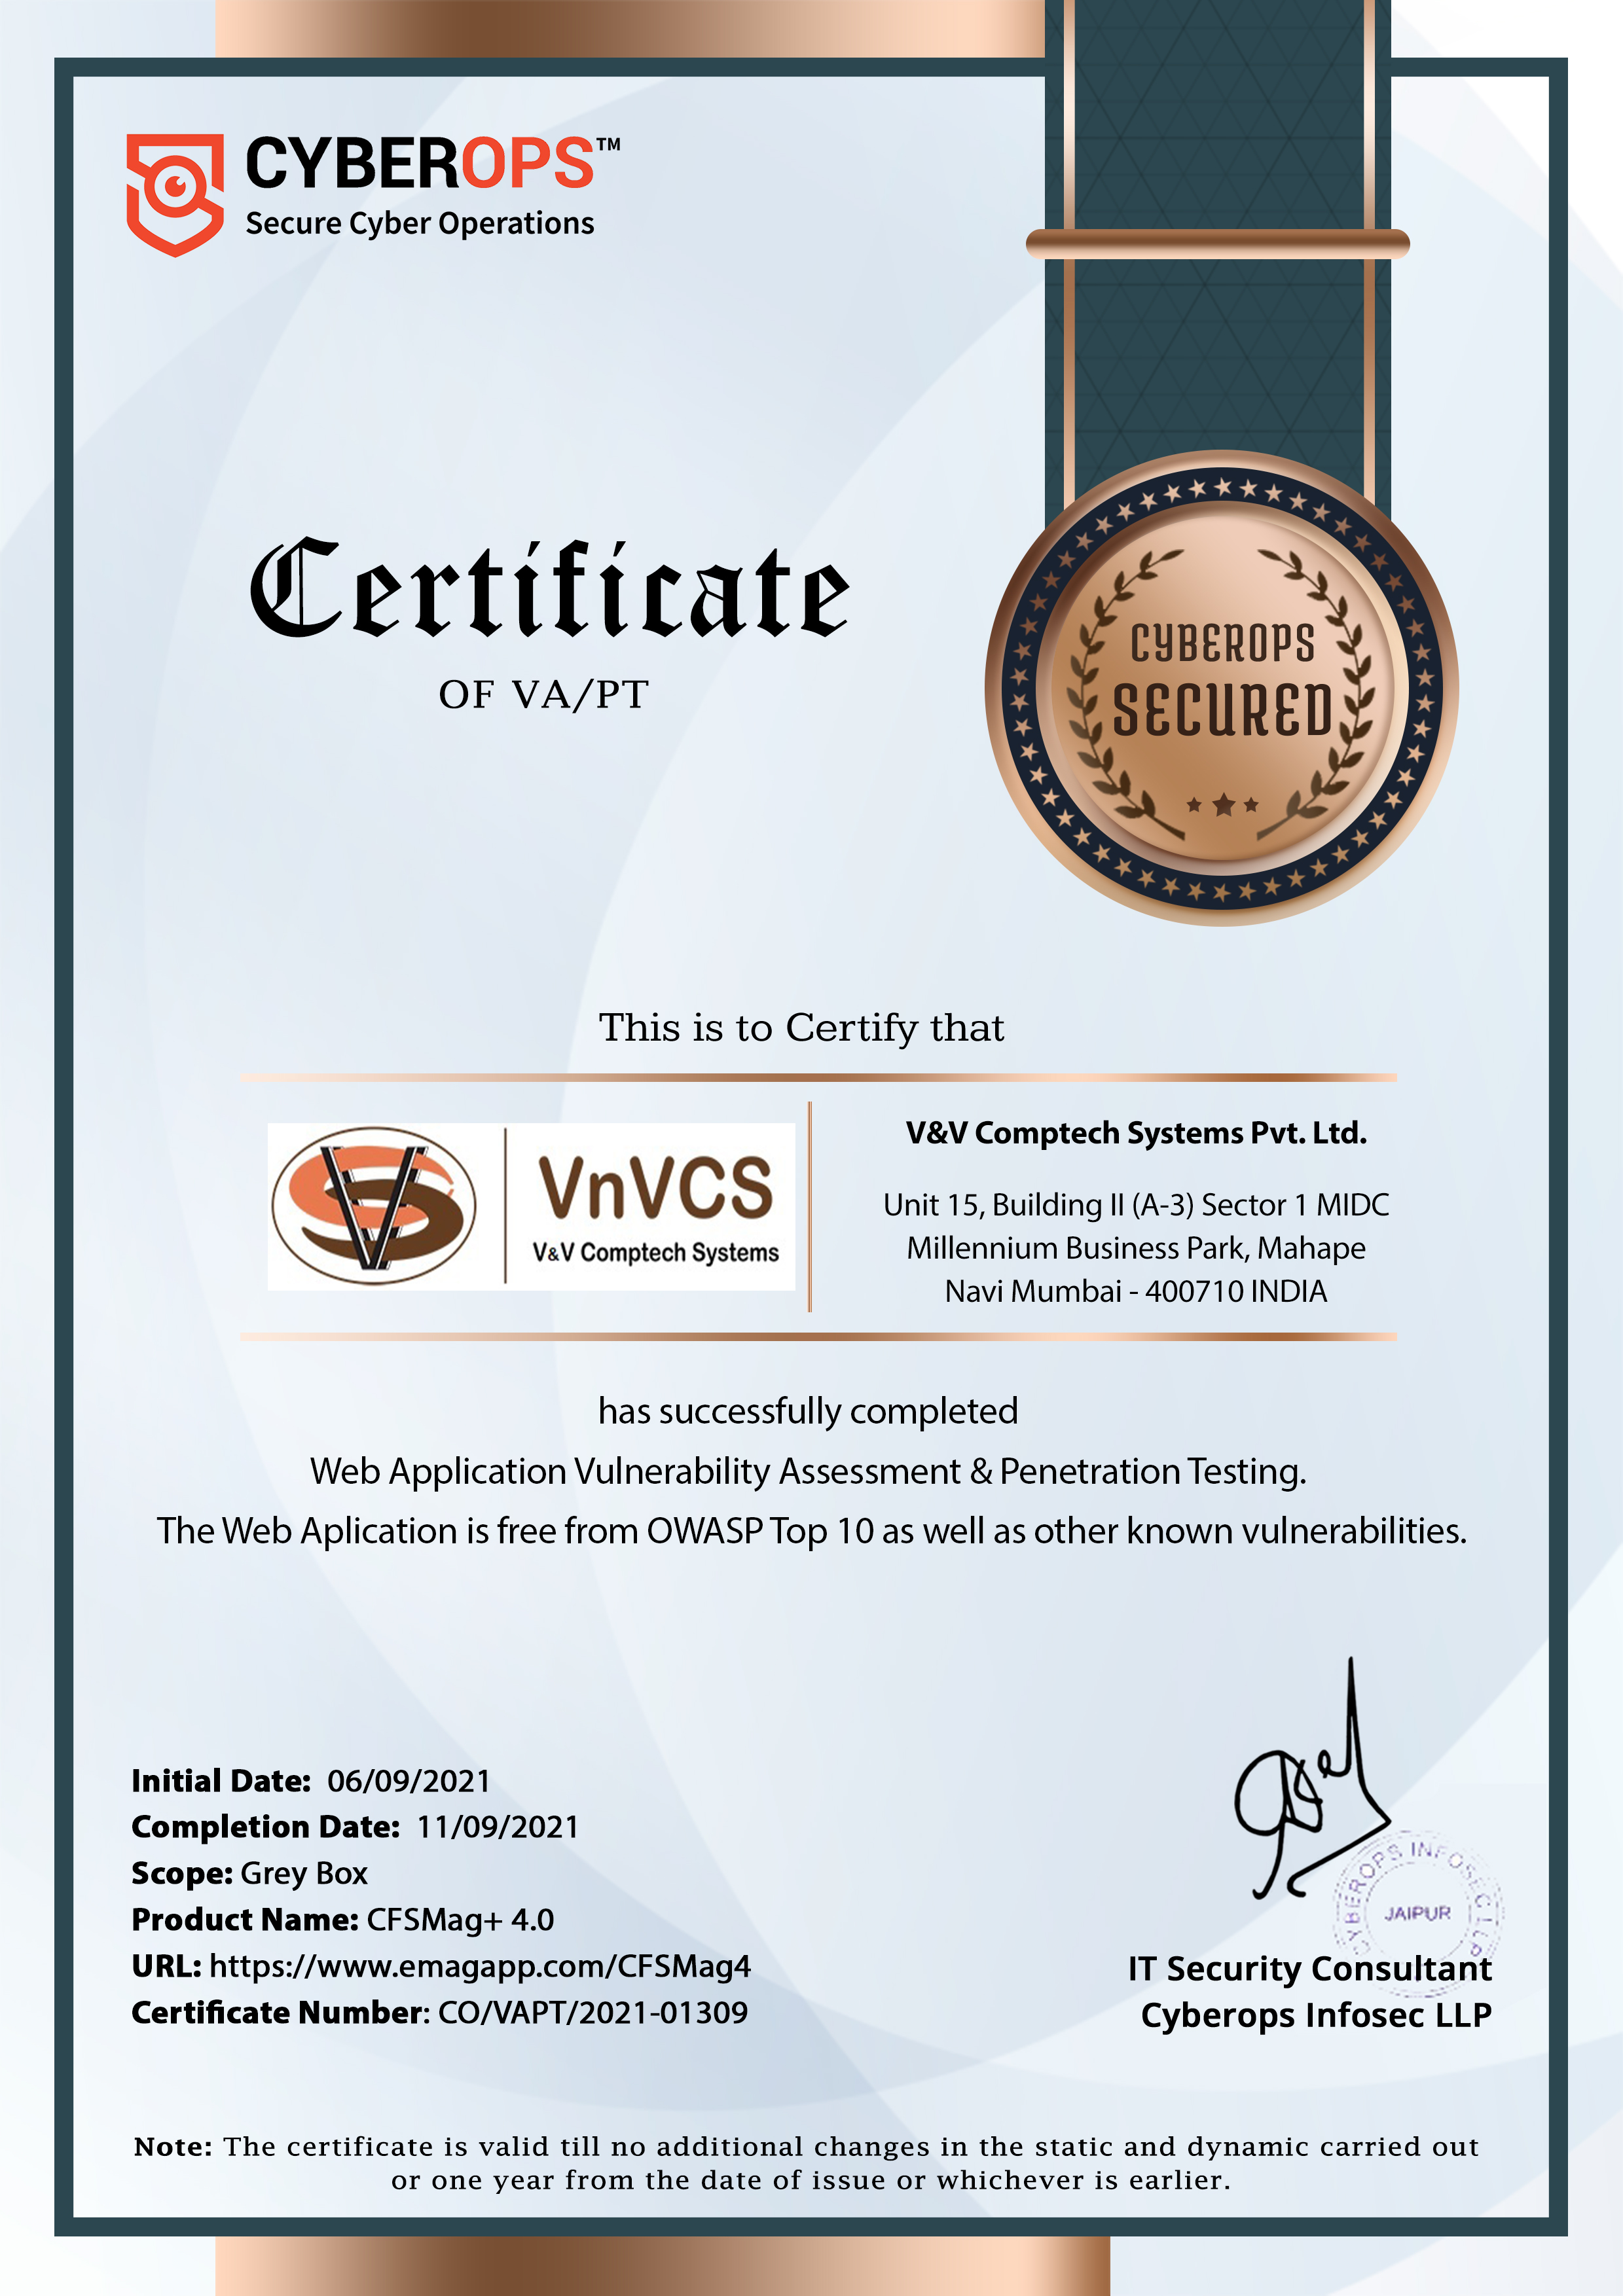 CYBEROPS™
Secure Cyber Operations
Certificate
OF VA/PT
CYBEROPS
SECURED
This is to Certify that
VnVCS
V&V Comptech Systems
V&V Comptech Systems Pvt. Ltd.
Unit 15, Building II (A-3) Sector 1 MIDC
Millennium Business Park, Mahape
Navi Mumbai - 400710 INDIA
has successfully completed
Web Application Vulnerability Assessment & Penetration Testing.
The Web Aplication is free from OWASP Top 10 as well as other known vulnerabilities.
Initial Date: 06/09/2021
Completion Date: 11/09/2021
Scope: Grey Box
Product Name: CFSMag+ 4.0
URL: https://www.emagapp.com/CFSMag4
Certificate Number: CO/VAPT/2021-01309
CYBEROPS INFOSEC LLP
JAIPUR
IT Security Consultant
Cyberops Infosec LLP
Note: The certificate is valid till no additional changes in the static and dynamic carried out
or one year from the date of issue or whichever is earlier.